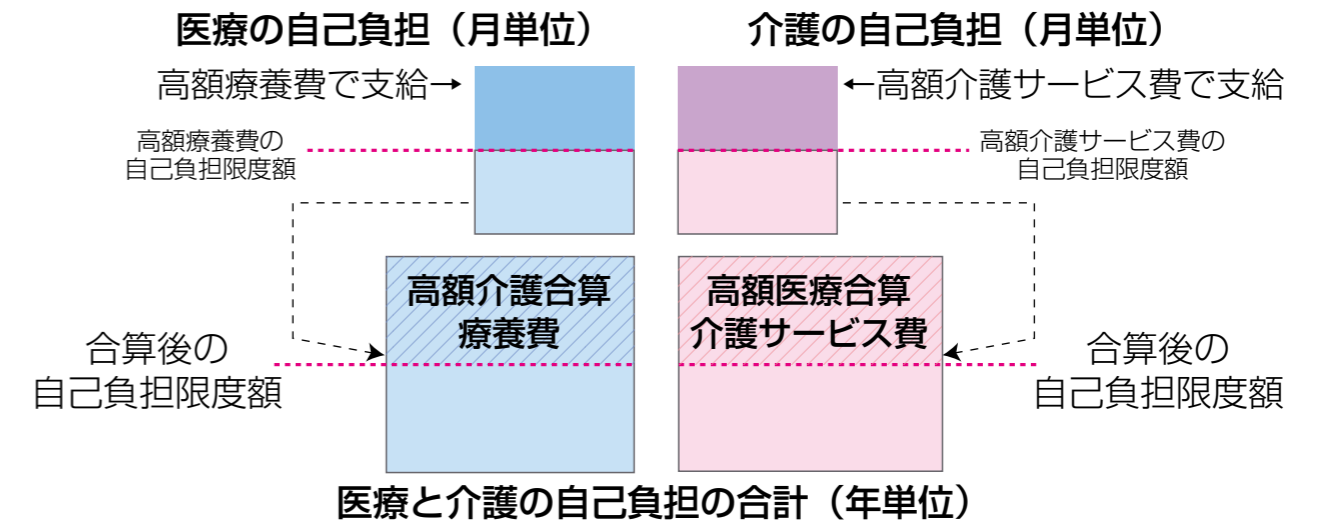 医療の自己負担（月単位）
介護の自己負担（月単位）
高額療養費で支給→
←高額介護サービス費で支給
高額療養費の
自己負担限度額
高額介護サービス費の
自己負担限度額
高額介護合算
療養費
高額医療合算
介護サービス費
合算後の
自己負担限度額
合算後の
自己負担限度額
医療と介護の自己負担の合計（年単位）